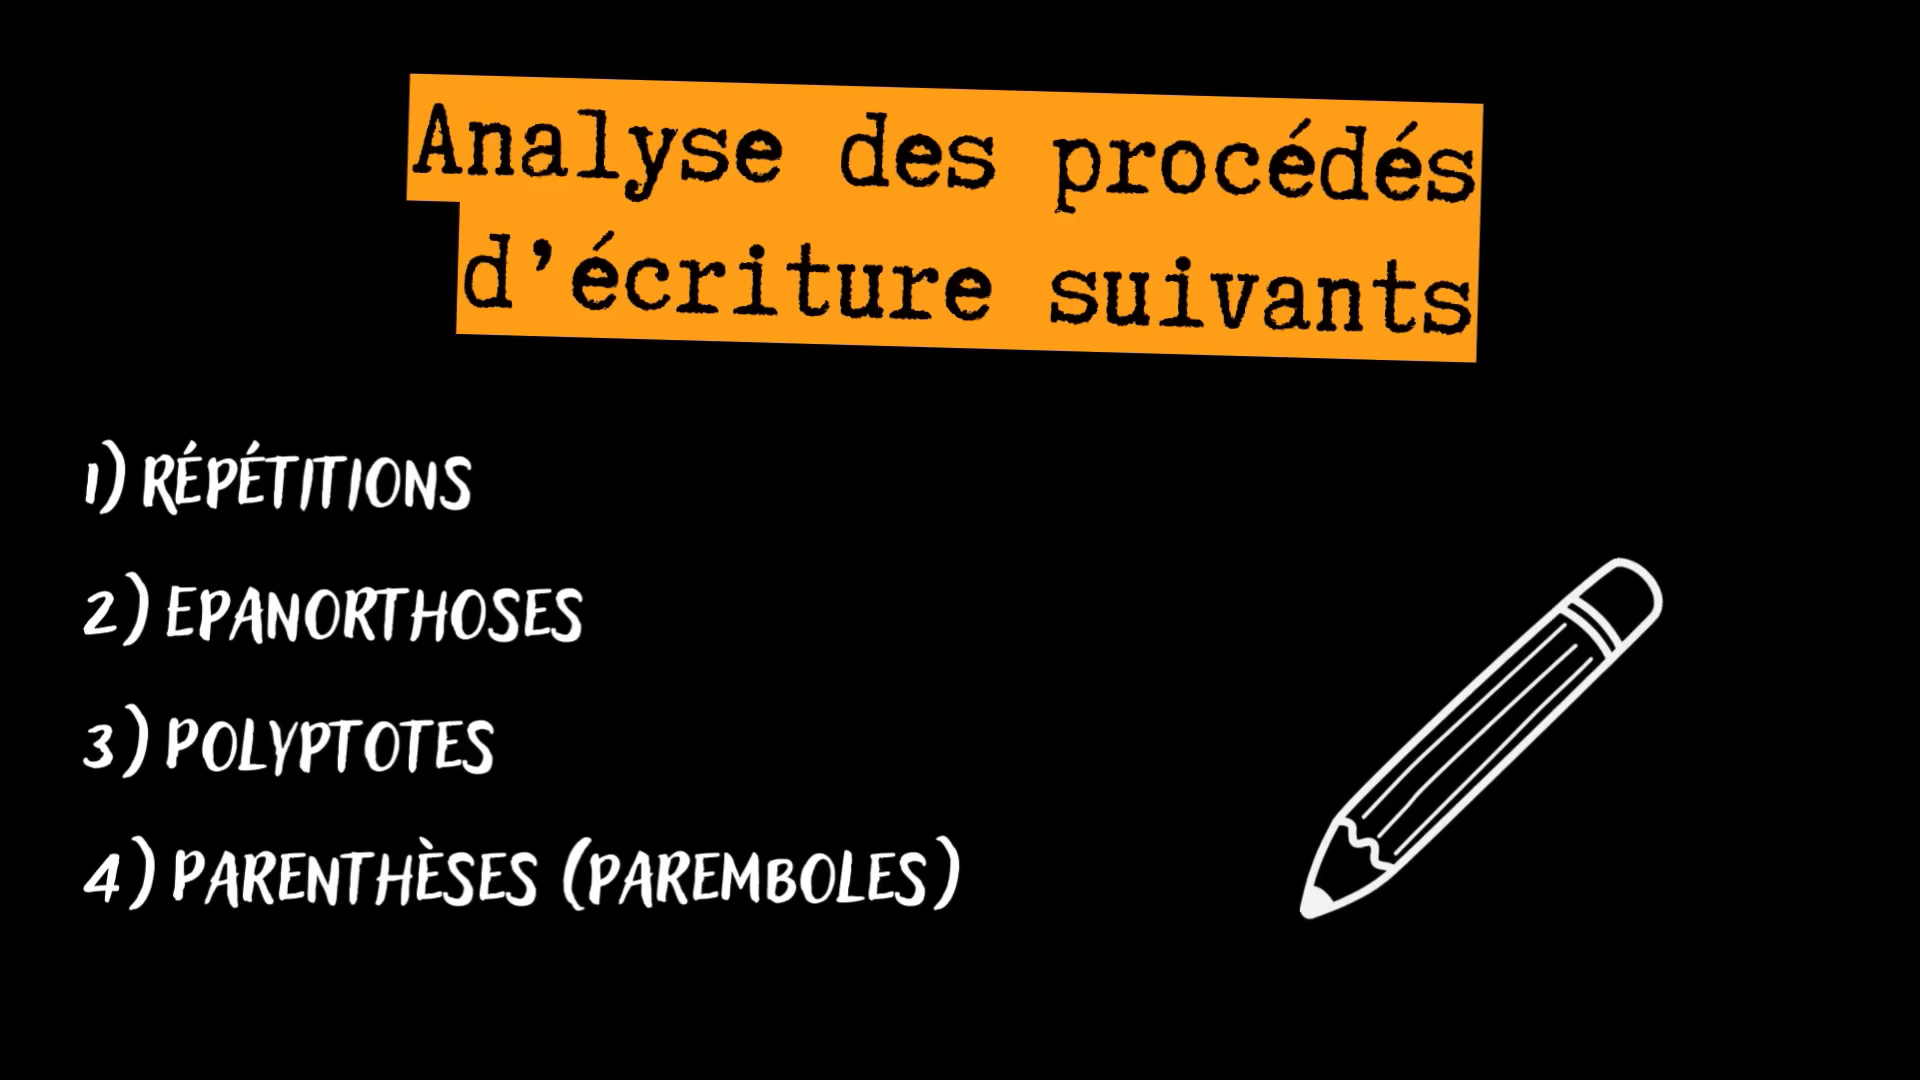 Analyse des procédés
d’écriture suivants
1) RÉPÉTITIONS
2) EPANORTHOSES
3) POLYPTOTES
4) PARENTHÈSES (PAREMBOLES)